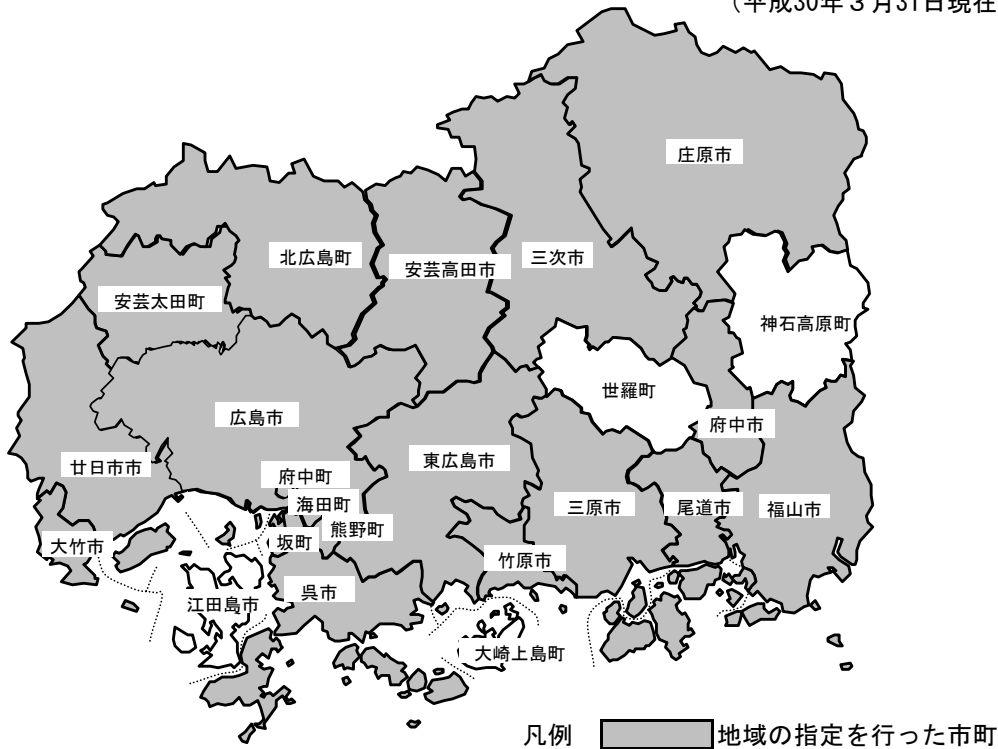 （平成30年３月31日現在
庄原市
北広島町
安芸高田市
三次市
安芸太田町
神石高原町
世羅町
広島市
府中市
東広島市
廿日市市
府中町
海田町
三原市
尾道市
福山市
熊野町
坂町
大竹市
竹原市
呉市
江田島市
大崎上島町
凡例
地域の指定を行った市町